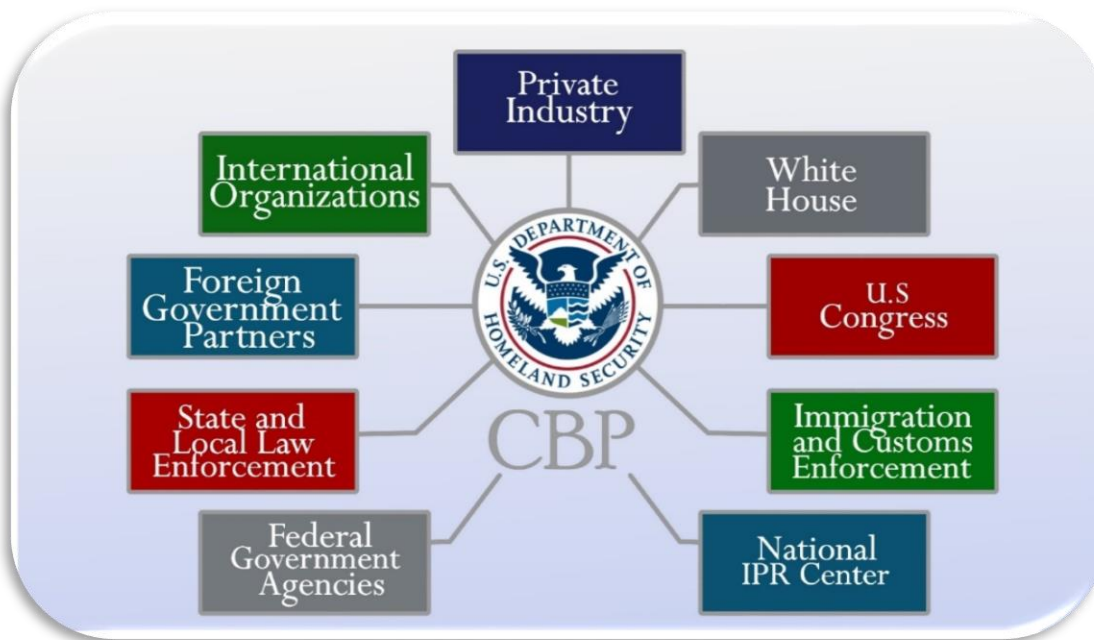 Private
Industry
International
Organizations
White
House
U.S. DEPARTMENT OF
HOMELAND SECURITY
Foreign
Government
Partners
U.S
Congress
State and
Local Law
Enforcement
CBP
Immigration
and Customs
Enforcement
Federal
Government
Agencies
National
IPR Center